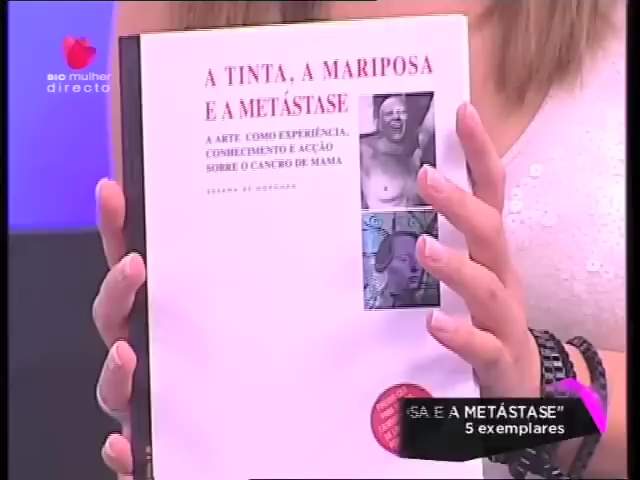 SIC mulher
directo
A TINTA, A MARIPOSA
E A METÁSTASE
A ARTE COMO EXPERIÊNCIA,
CONHECIMENTO E ACÇÃO
SOBRE O CANCRO DE MAMA
SA E A METÁSTASE"
5 exemplares